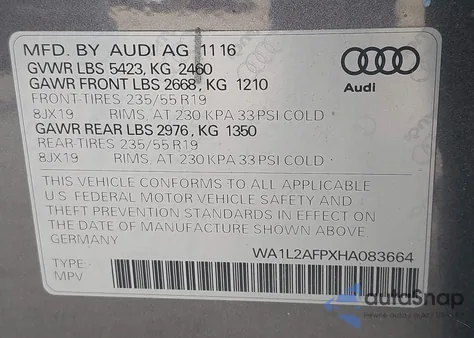 MFD. BY AUDI AG 11 16
GVWR LBS 5423, KG 2460
GAWR FRONT LBS 2668, KG 1210
FRONT-TIRES 235/55 R19
8JX19 RIMS, AT 230 KPA 33 PSI COLD
GAWR REAR LBS 2976, KG 1350
REAR-TIRES 235/55 R19
8JX19 RIMS, AT 230 KPA 33 PSI COLD
Audi
THIS VEHICLE CONFORMS TO ALL APPLICABLE
U.S. FEDERAL MOTOR VEHICLE SAFETY AND
THEFT PREVENTION STANDARDS IN EFFECT ON
THE DATE OF MANUFACTURE SHOWN ABOVE
WA1L2AFPXHA083664
TYPE:
MPV
autoSnap